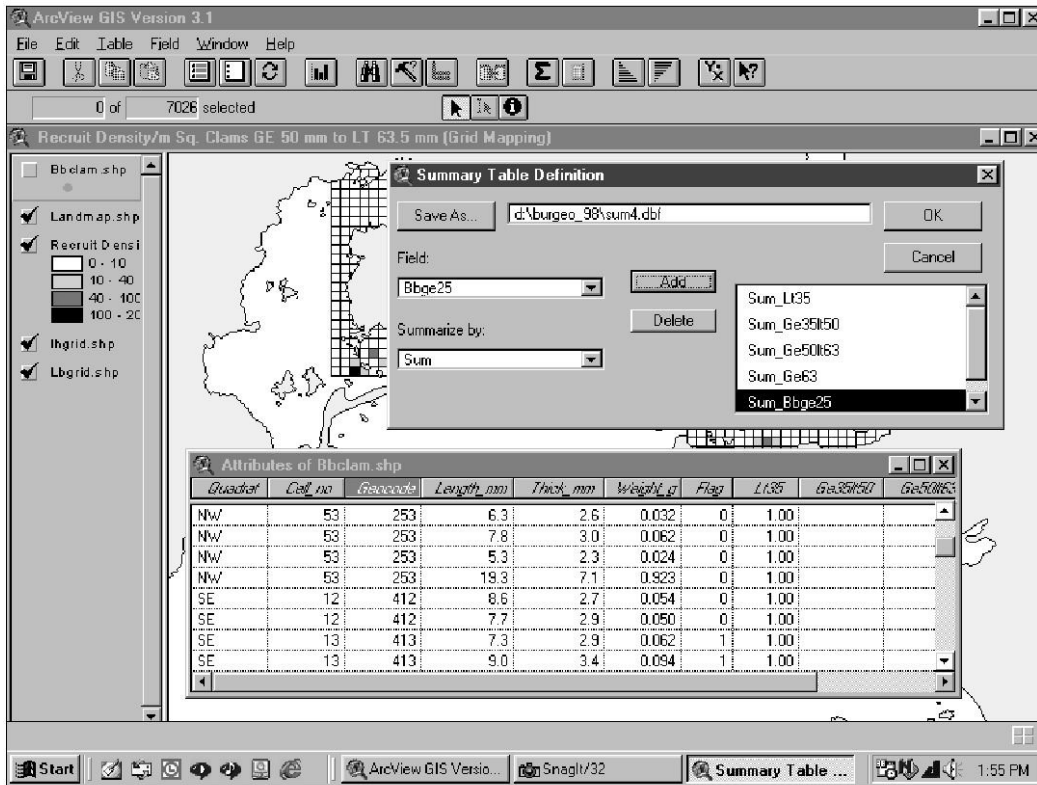 ArcView GIS Version 3.1
File Edit Table Field Window Help
0 of 7026 selected
Recruit Density/m Sq. Clams GE 50 mm to LT 63.5 mm (Grid Mapping)
Bbclam.shp
Landmap.shp
Recruit Densi
0 - 10
10 - 40
40 - 100
100 - 20
Ihgrid.shp
Lbgrid.shp
Summary Table Definition
Save As... d:\burgeo_98\sum4.dbf OK
Cancel
Field:
Bbge25
Add
Delete
Summarize by:
Sum
Sum_Lt35
Sum_Ge35lt50
Sum_Ge50lt63
Sum_Ge63
Sum_Bbge25
Attributes of Bbclam.shp
Quadrat Cell_no Geocode Length_mm Thick_mm Weight_g Flag Lt35 Ge35lt50 Ge50lt63
NW 53 253 6.3 2.6 0.032 0 1.00
NW 53 253 7.8 3.0 0.062 0 1.00
NW 53 253 5.3 2.3 0.024 0 1.00
NW 53 253 19.3 7.1 0.923 0 1.00
SE 12 412 8.6 2.7 0.054 0 1.00
SE 12 412 7.7 2.9 0.050 0 1.00
SE 13 413 7.3 2.9 0.062 1 1.00
SE 13 413 9.0 3.4 0.094 1 1.00
Start ArcView GIS Versio... SnagIt/32 Summary Table ... 1:55 PM